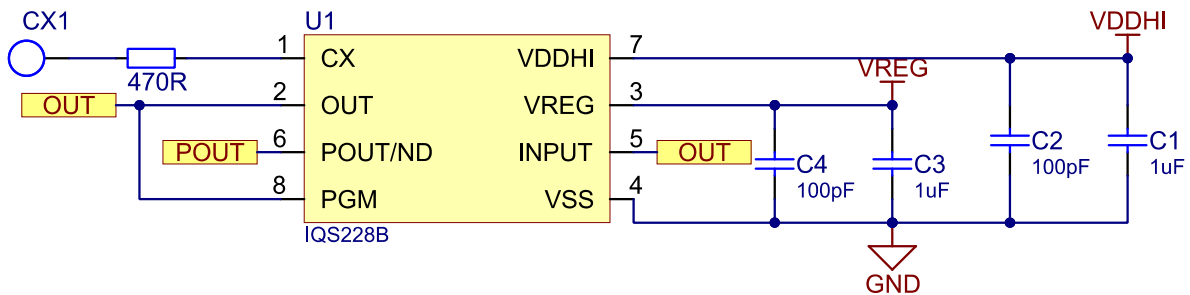 CX1
U1
VDDHI
1
CX
VDDHI
7
470R
VREG
OUT
2
OUT
VREG
3
POUT
6
POUT/ND
INPUT
5
OUT
C4
100pF
C3
1uF
C2
100pF
C1
1uF
8
PGM
VSS
4
IQS228B
GND